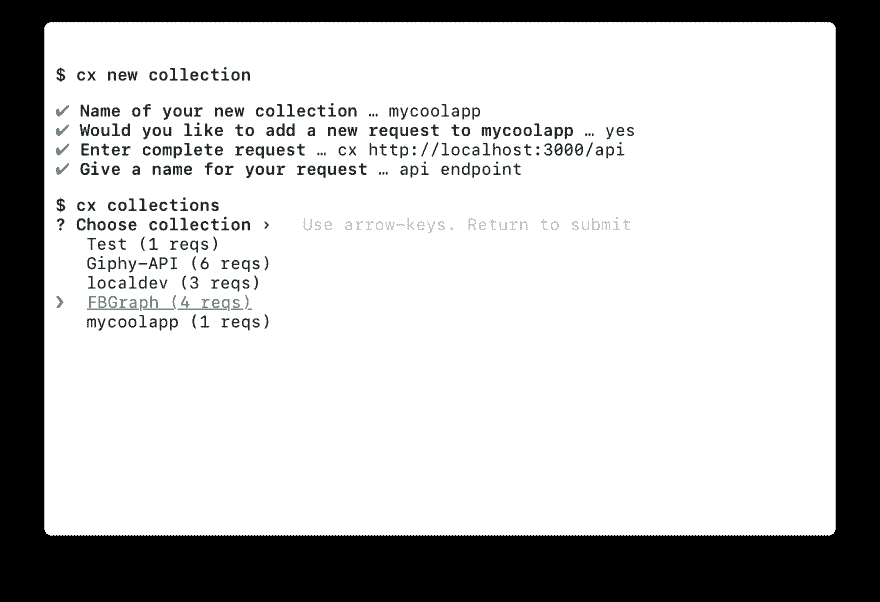 $ cx new collection
✔ Name of your new collection … mycoolapp
✔ Would you like to add a new request to mycoolapp … yes
✔ Enter complete request … cx http://localhost:3000/api
✔ Give a name for your request … api endpoint
$ cx collections
? Choose collection › Use arrow-keys. Return to submit
Test (1 reqs)
Giphy-API (6 reqs)
localdev (3 reqs)
❯ FBGraph (4 reqs)
mycoolapp (1 reqs)